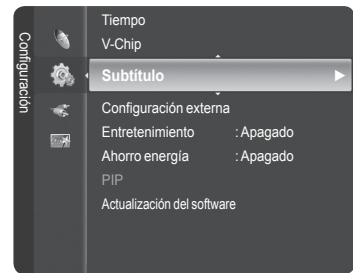 Configuración
Tiempo
V-Chip
Subtítulo
Configuración externa
Entretenimiento : Apagado
Ahorro energía : Apagado
PIP
Actualización del software